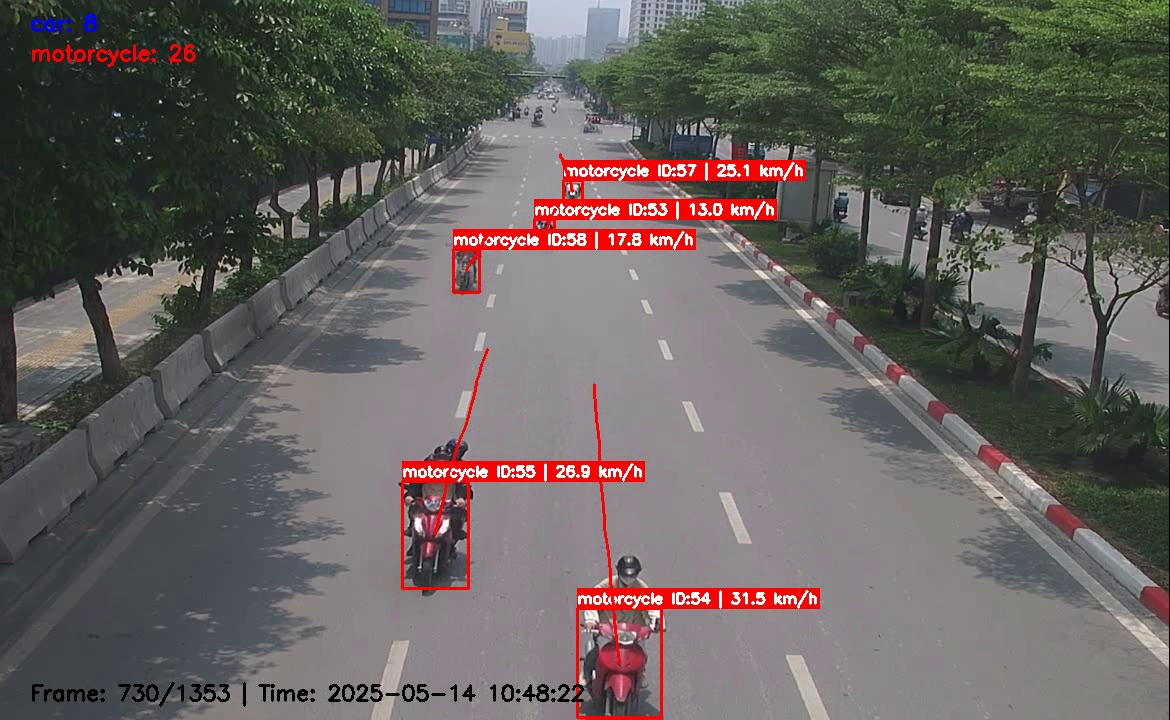 car: 8
motorcycle: 26
motorcycle ID:57 | 25.1 km/h
motorcycle ID:53 | 13.0 km/h
motorcycle ID:58 | 17.8 km/h
motorcycle ID:55 | 26.9 km/h
motorcycle ID:54 | 31.5 km/h
Frame: 730/1353 | Time: 2025-05-14 10:48:22